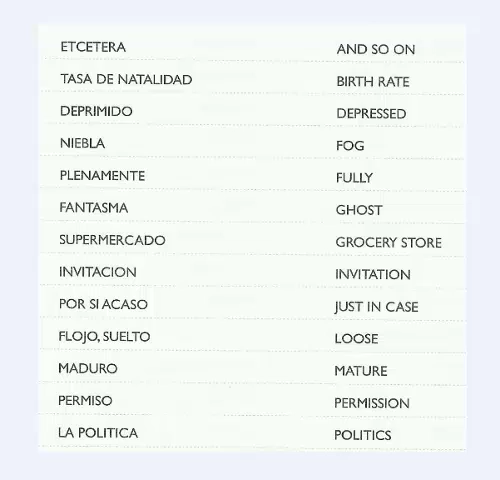 ETCETERA AND SO ON
TASA DE NATALIDAD BIRTH RATE
DEPRIMIDO DEPRESSED
NIEBLA FOG
PLENAMENTE FULLY
FANTASMA GHOST
SUPERMERCADO GROCERY STORE
INVITACION INVITATION
POR SI ACASO JUST IN CASE
FLOJO, SUELTO LOOSE
MADURO MATURE
PERMISO PERMISSION
LA POLITICA POLITICS